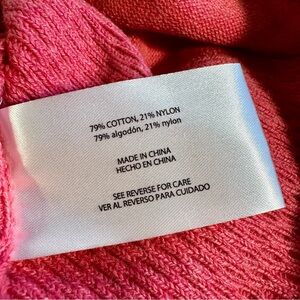 79% COTTON, 21% NYLON
79% algodón, 21% nylon
MADE IN CHINA
HECHO EN CHINA
SEE REVERSE FOR CARE
VER AL REVERSO PARA CUIDADO